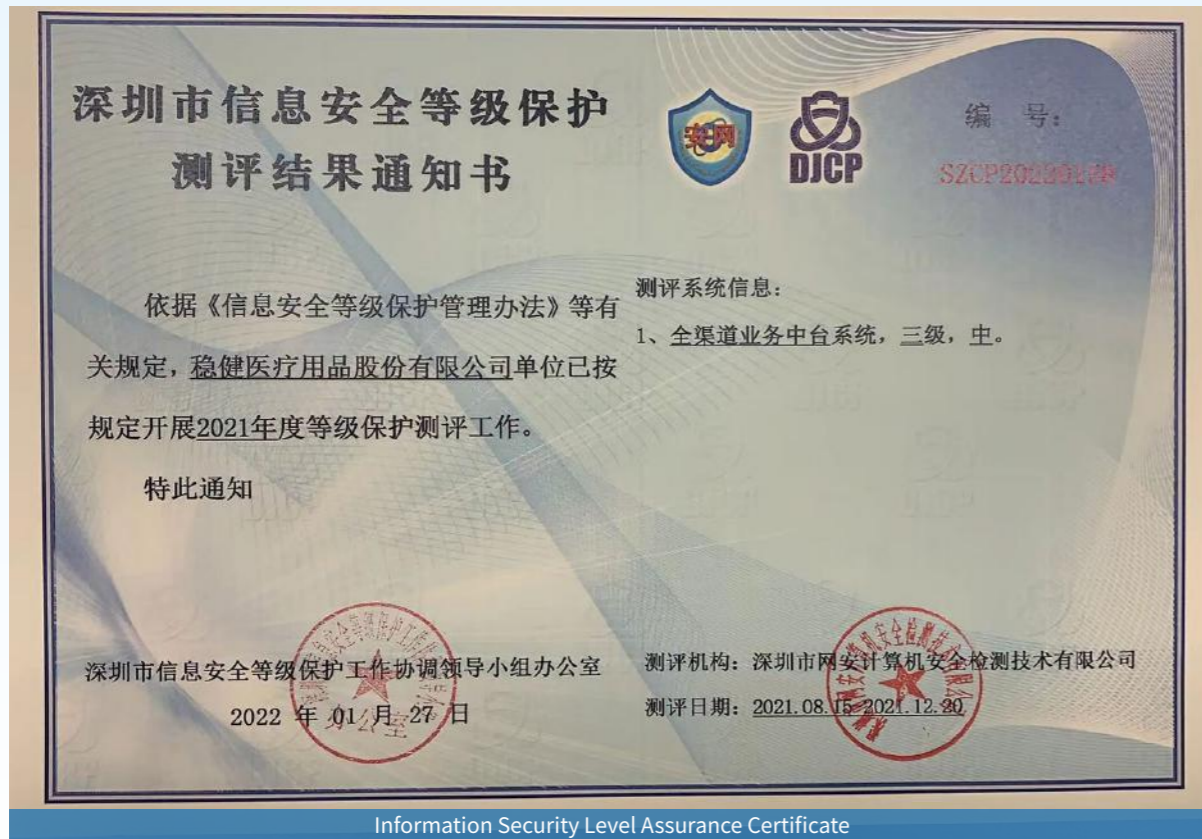 深圳市信息安全等级保护
测评结果通知书
安网
DJCP
编 号:
依据《信息安全等级保护管理办法》等有
关规定，稳健医疗用品股份有限公司单位已按
规定开展2021年度等级保护测评工作。
特此通知
测评系统信息:
1、全渠道业务中台系统，三级，中。
深圳市信息安全等级保护工作协调领导小组办公室
2022 年 01 月 27 日
办公室
测评机构: 深圳市网安计算机安全检测技术有限公司
测评日期: 2021.08.15-2021.12.20
Information Security Level Assurance Certificate